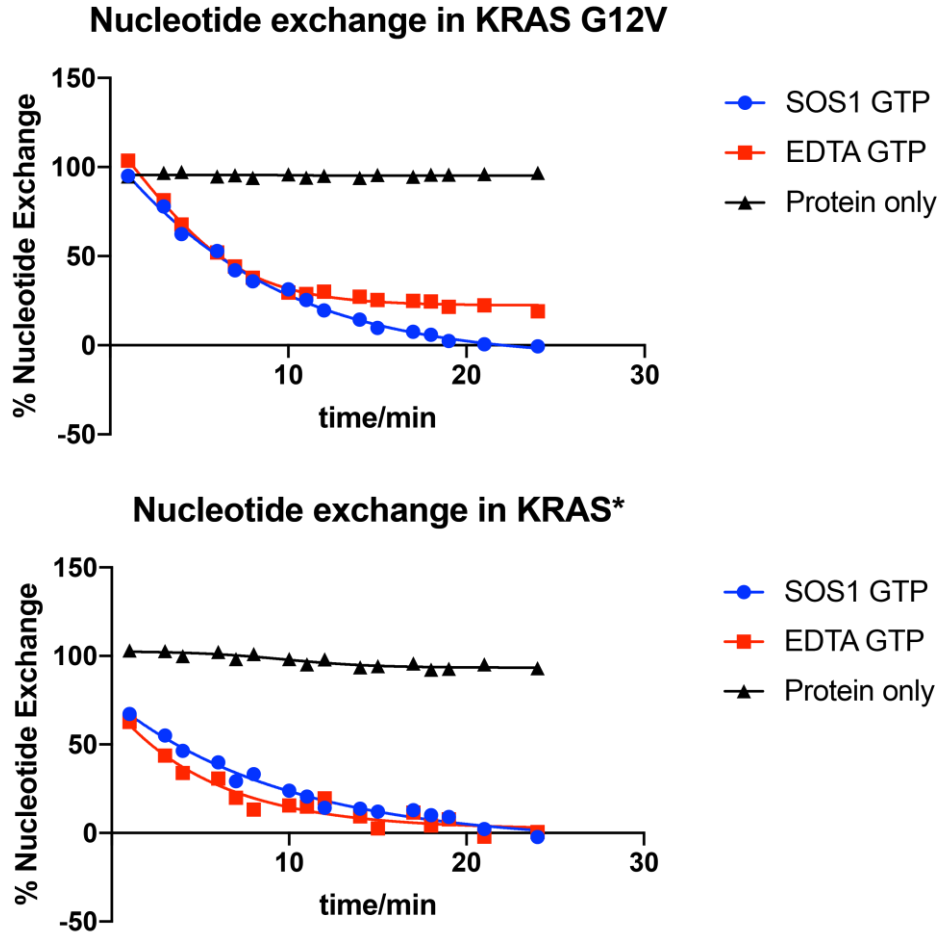 Nucleotide exchange in KRAS G12V
150
100
50
0
-50
% Nucleotide Exchange
10
20
30
time/min
SOS1 GTP
EDTA GTP
Protein only
Nucleotide exchange in KRAS*
150
100
50
0
-50
% Nucleotide Exchange
10
20
30
time/min
SOS1 GTP
EDTA GTP
Protein only